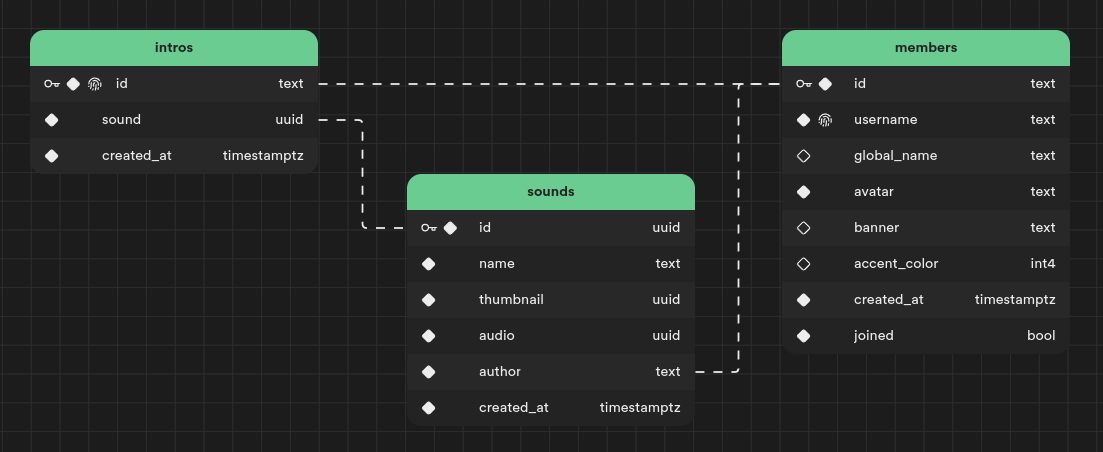 intros
id text
sound uuid
created_at timestamptz
sounds
id uuid
name text
thumbnail uuid
audio uuid
author text
created_at timestamptz
members
id text
username text
global_name text
avatar text
banner text
accent_color int4
created_at timestamptz
joined bool